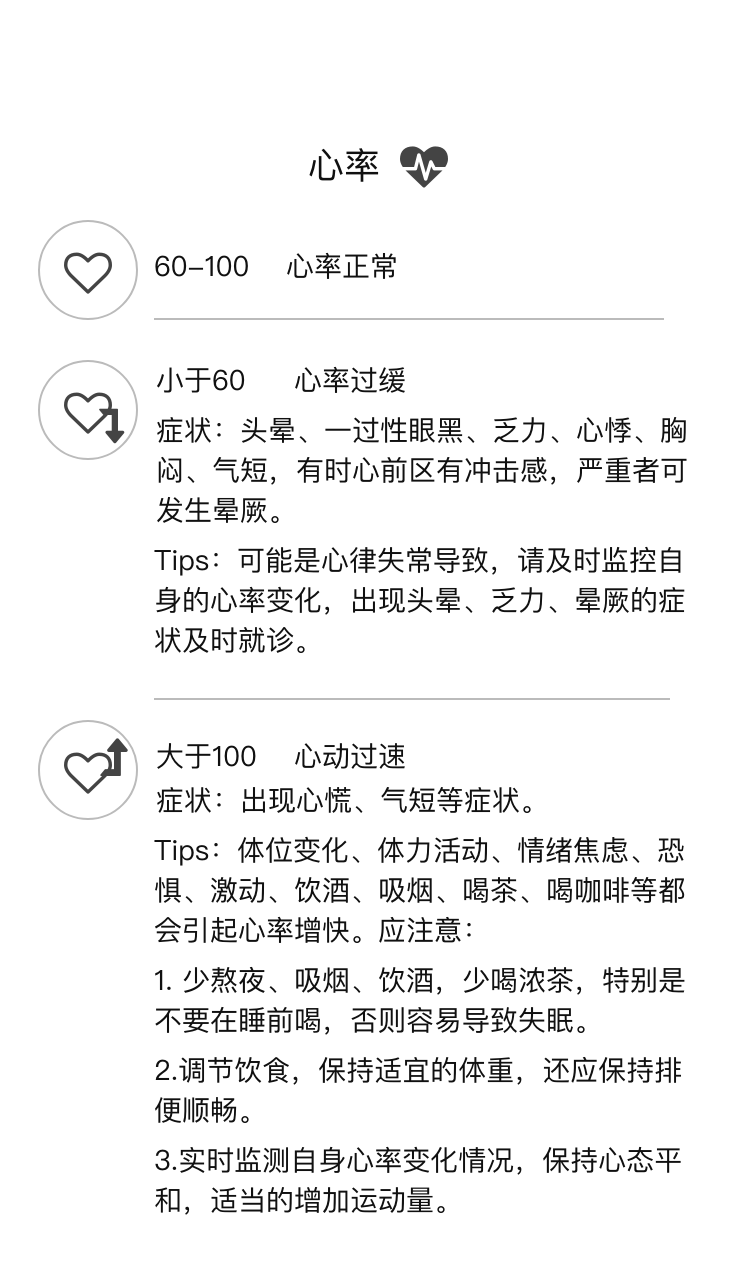 心率
60–100 心率正常
小于60 心率过缓
症状：头晕、一过性眼黑、乏力、心悸、胸
闷、气短，有时心前区有冲击感，严重者可
发生晕厥。
Tips：可能是心律失常导致，请及时监控自
身的心率变化，出现头晕、乏力、晕厥的症
状及时就诊。
大于100 心动过速
症状：出现心慌、气短等症状。
Tips：体位变化、体力活动、情绪焦虑、恐
惧、激动、饮酒、吸烟、喝茶、喝咖啡等都
会引起心率增快。应注意：
1. 少熬夜、吸烟、饮酒，少喝浓茶，特别是
不要在睡前喝，否则容易导致失眠。
2.调节饮食，保持适宜的体重，还应保持排
便顺畅。
3.实时监测自身心率变化情况，保持心态平
和，适当的增加运动量。